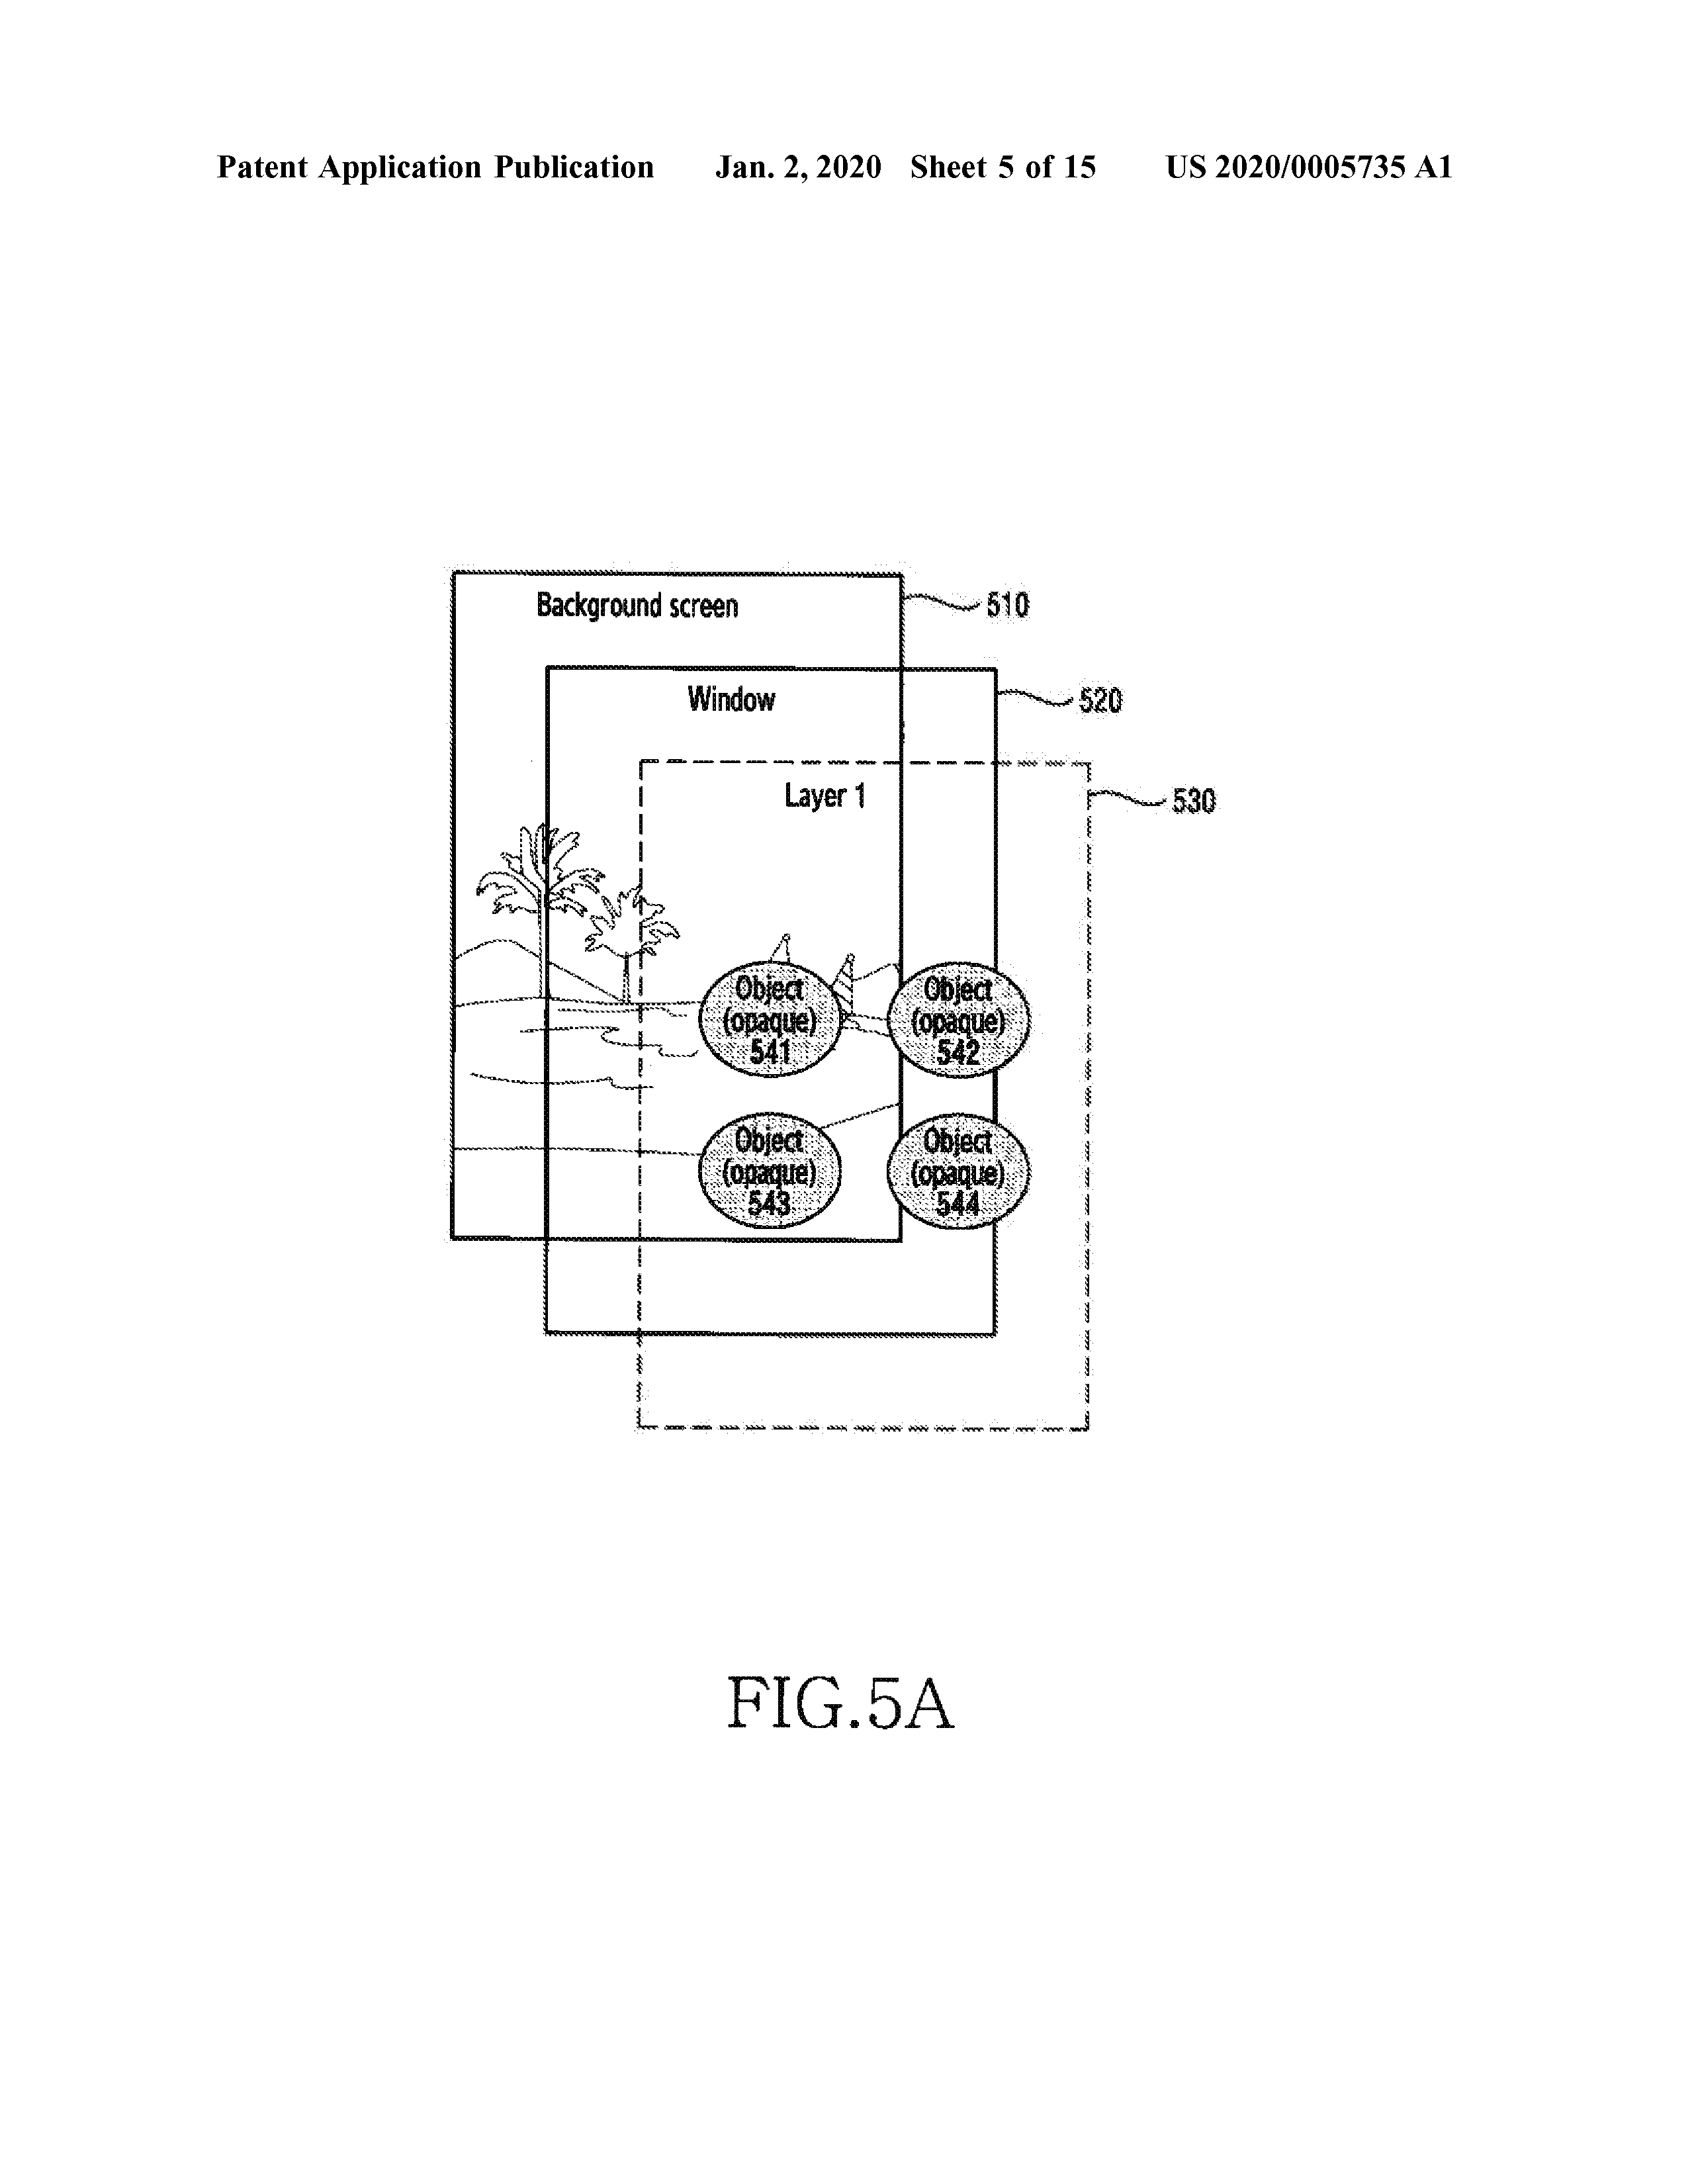 Patent Application Publication Jan. 2, 2020 Sheet 5 of 15 US 2020/0005735 A1
Background screen
510
Window
520
Layer 1
530
Object
(opaque)
541
Object
(opaque)
542
Object
(opaque)
543
Object
(opaque)
544
FIG.5A